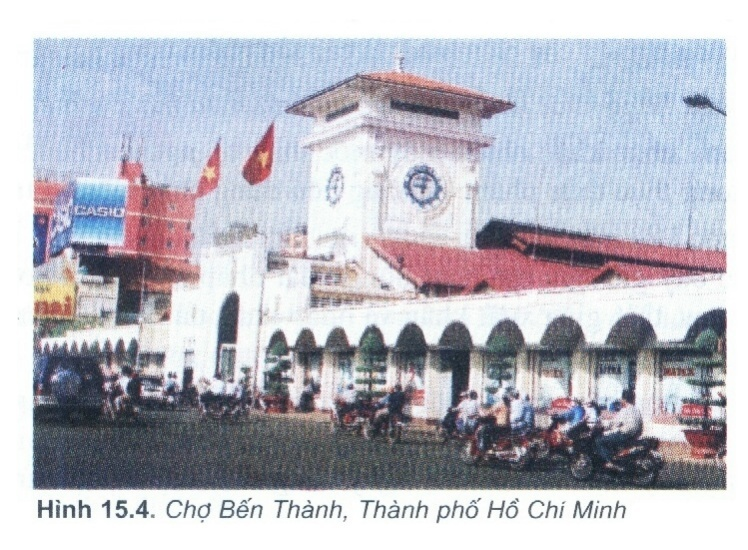 CASIO
Hình 15.4. Chợ Bến Thành, Thành phố Hồ Chí Minh